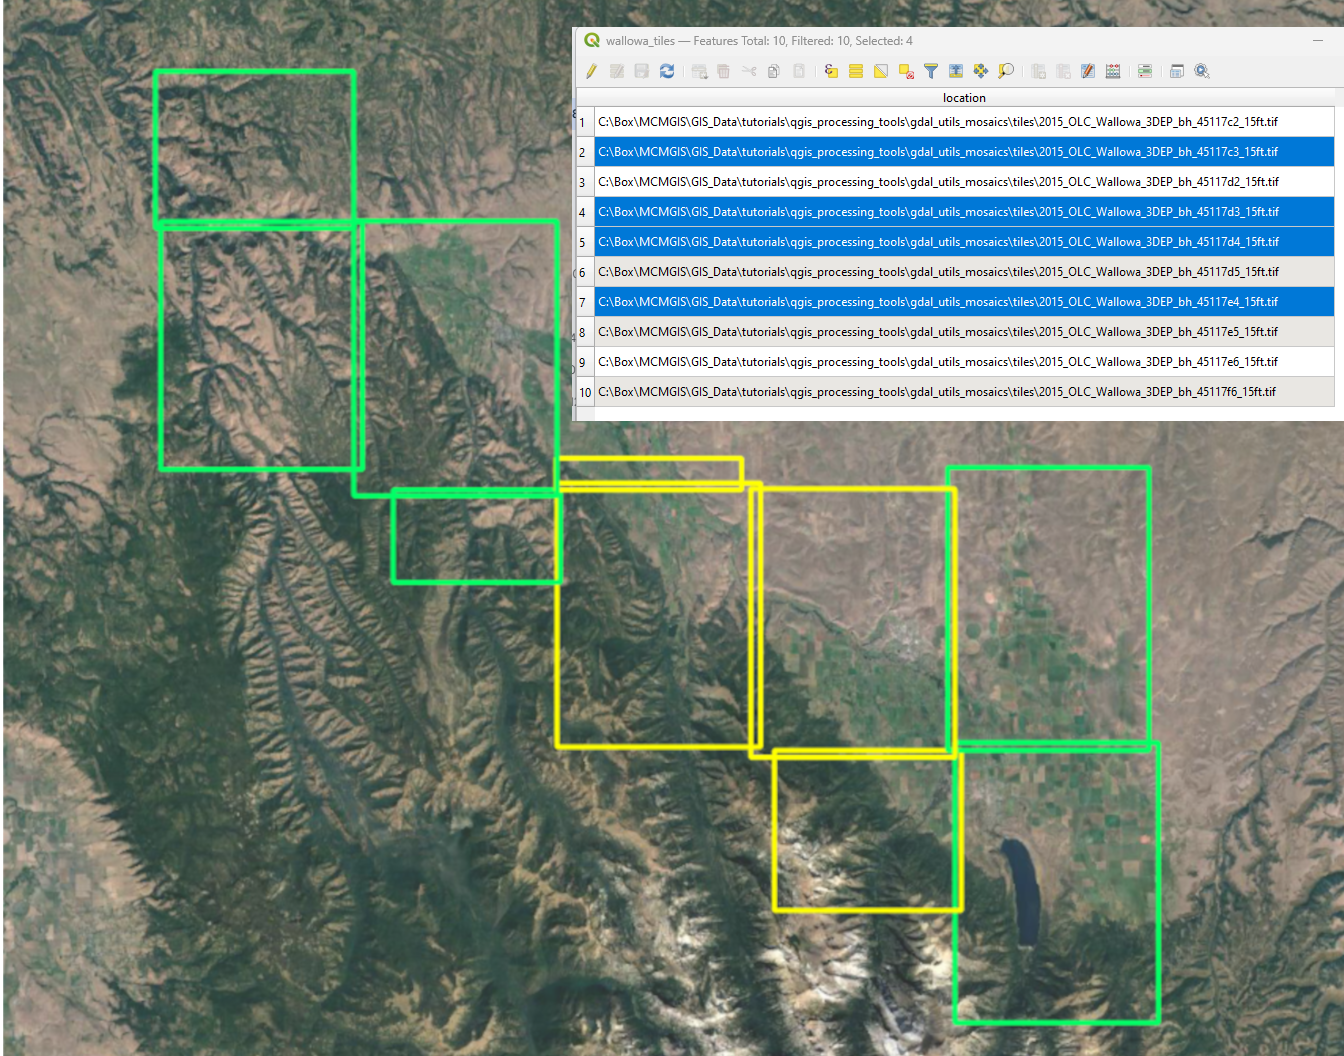 wallowa_tiles — Features Total: 10, Filtered: 10, Selected: 4
location
1 C:\Box\MCMGIS\GIS_Data\tutorials\qgis_processing_tools\gdal_utils_mosaics\tiles\2015_OLC_Wallowa_3DEP_bh_45117c2_15ft.tif
2 C:\Box\MCMGIS\GIS_Data\tutorials\qgis_processing_tools\gdal_utils_mosaics\tiles\2015_OLC_Wallowa_3DEP_bh_45117c3_15ft.tif
3 C:\Box\MCMGIS\GIS_Data\tutorials\qgis_processing_tools\gdal_utils_mosaics\tiles\2015_OLC_Wallowa_3DEP_bh_45117d2_15ft.tif
4 C:\Box\MCMGIS\GIS_Data\tutorials\qgis_processing_tools\gdal_utils_mosaics\tiles\2015_OLC_Wallowa_3DEP_bh_45117d3_15ft.tif
5 C:\Box\MCMGIS\GIS_Data\tutorials\qgis_processing_tools\gdal_utils_mosaics\tiles\2015_OLC_Wallowa_3DEP_bh_45117d4_15ft.tif
6 C:\Box\MCMGIS\GIS_Data\tutorials\qgis_processing_tools\gdal_utils_mosaics\tiles\2015_OLC_Wallowa_3DEP_bh_45117d5_15ft.tif
7 C:\Box\MCMGIS\GIS_Data\tutorials\qgis_processing_tools\gdal_utils_mosaics\tiles\2015_OLC_Wallowa_3DEP_bh_45117e4_15ft.tif
8 C:\Box\MCMGIS\GIS_Data\tutorials\qgis_processing_tools\gdal_utils_mosaics\tiles\2015_OLC_Wallowa_3DEP_bh_45117e5_15ft.tif
9 C:\Box\MCMGIS\GIS_Data\tutorials\qgis_processing_tools\gdal_utils_mosaics\tiles\2015_OLC_Wallowa_3DEP_bh_45117e6_15ft.tif
10 C:\Box\MCMGIS\GIS_Data\tutorials\qgis_processing_tools\gdal_utils_mosaics\tiles\2015_OLC_Wallowa_3DEP_bh_45117f6_15ft.tif